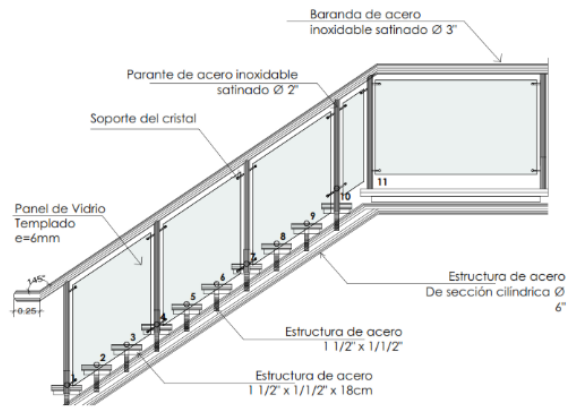 Baranda de acero
inoxidable satinado Ø 3"
Parante de acero inoxidable
satinado Ø 2"
Soporte del cristal
Panel de Vidrio
Templado
e=6mm
145°
0.25
1
2
3
4
5
6
7
8
9
10
11
Estructura de acero
De sección cilíndrica Ø
6"
Estructura de acero
1 1/2" x 1/1/2"
Estructura de acero
1 1/2" x 1/1/2" x 18cm